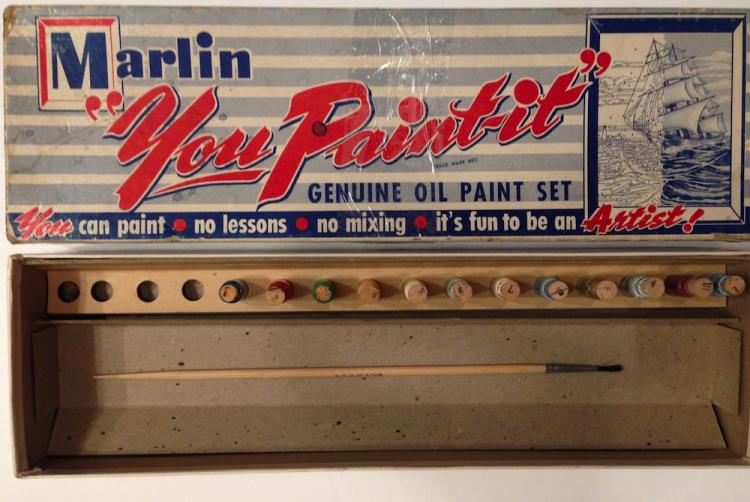 Marlin
"You Paint-it"
TRADE MARK REG.
GENUINE OIL PAINT SET
You can paint • no lessons • no mixing • it's fun to be an Artist!